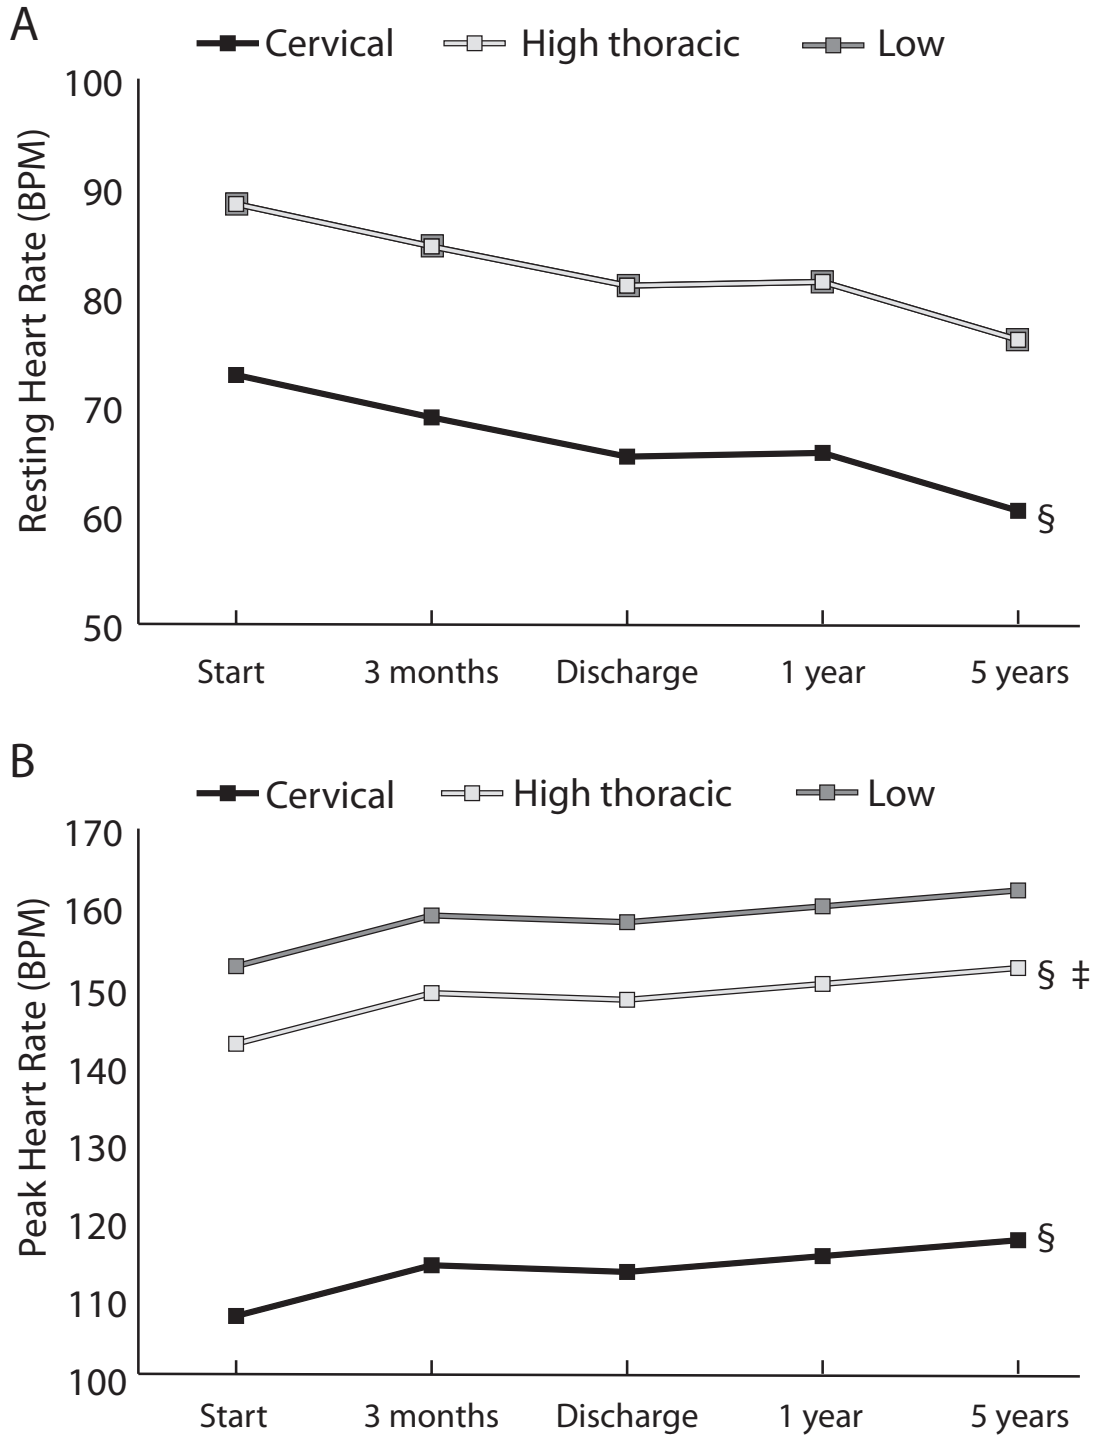 A
Cervical High thoracic Low
Resting Heart Rate (BPM)
100
90
80
70
60
§
50
Start 3 months Discharge 1 year 5 years
B
Cervical High thoracic Low
Peak Heart Rate (BPM)
170
160
150
§ ‡
140
130
120
§
110
100
Start 3 months Discharge 1 year 5 years